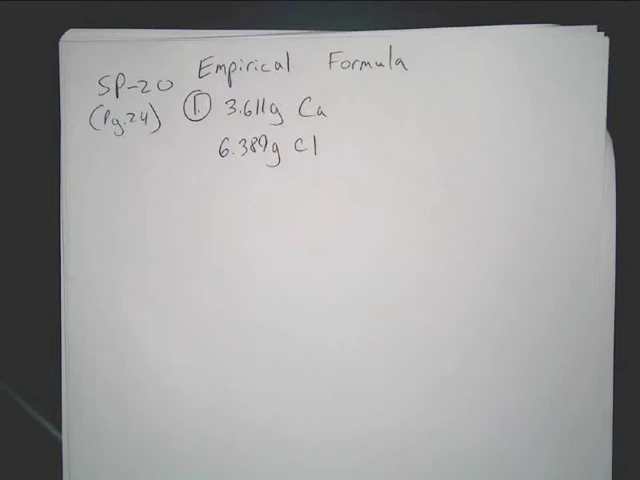 Empirical Formula
SP-20
(Pg.24) 1. 3.611g Ca
6.389g Cl